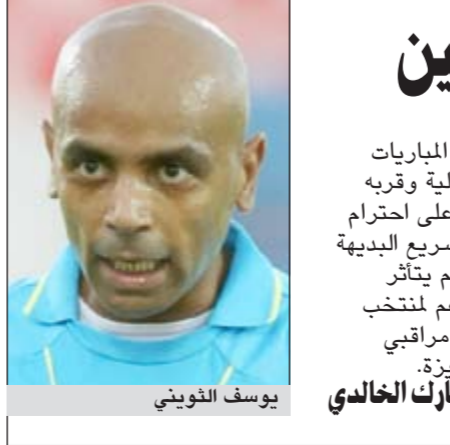 ين
المباريات
لية وقربه
على احترام
سريع البديهة
م يتأثر
م لمنتخب
مراقبي
يزة.
ارك الخالدي
يوسف الثويني